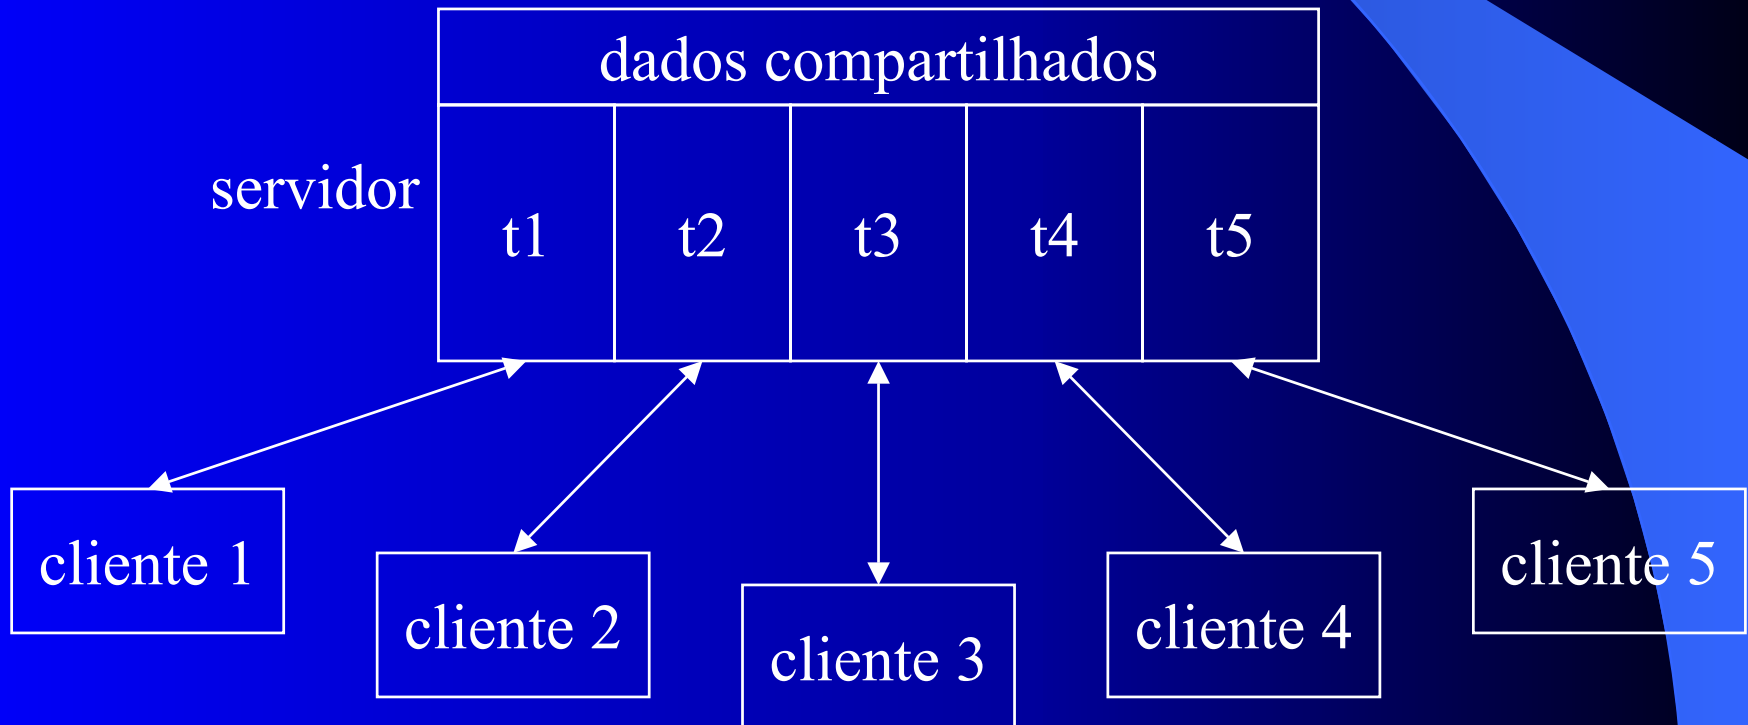 dados compartilhados
servidor
t1
t2
t3
t4
t5
cliente 1
cliente 2
cliente 3
cliente 4
cliente 5